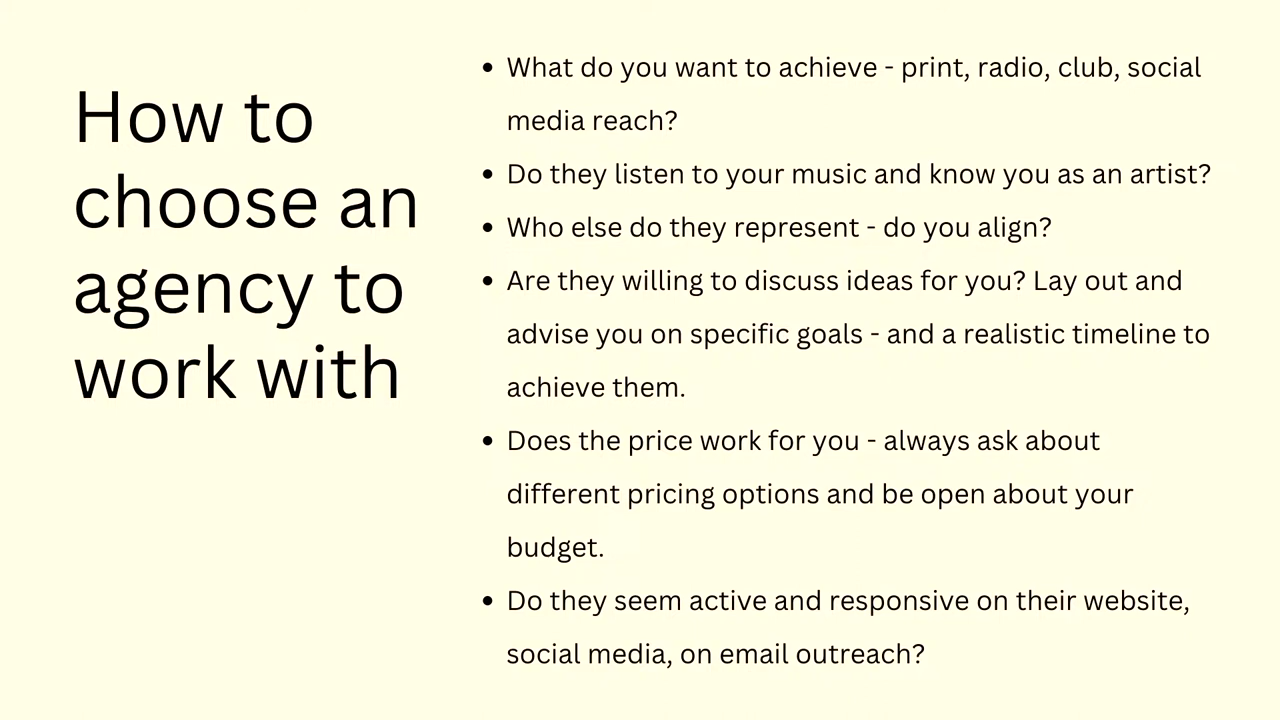 How to
choose an
agency to
work with
• What do you want to achieve - print, radio, club, social
media reach?
• Do they listen to your music and know you as an artist?
• Who else do they represent - do you align?
• Are they willing to discuss ideas for you? Lay out and
advise you on specific goals - and a realistic timeline to
achieve them.
• Does the price work for you - always ask about
different pricing options and be open about your
budget.
• Do they seem active and responsive on their website,
social media, on email outreach?